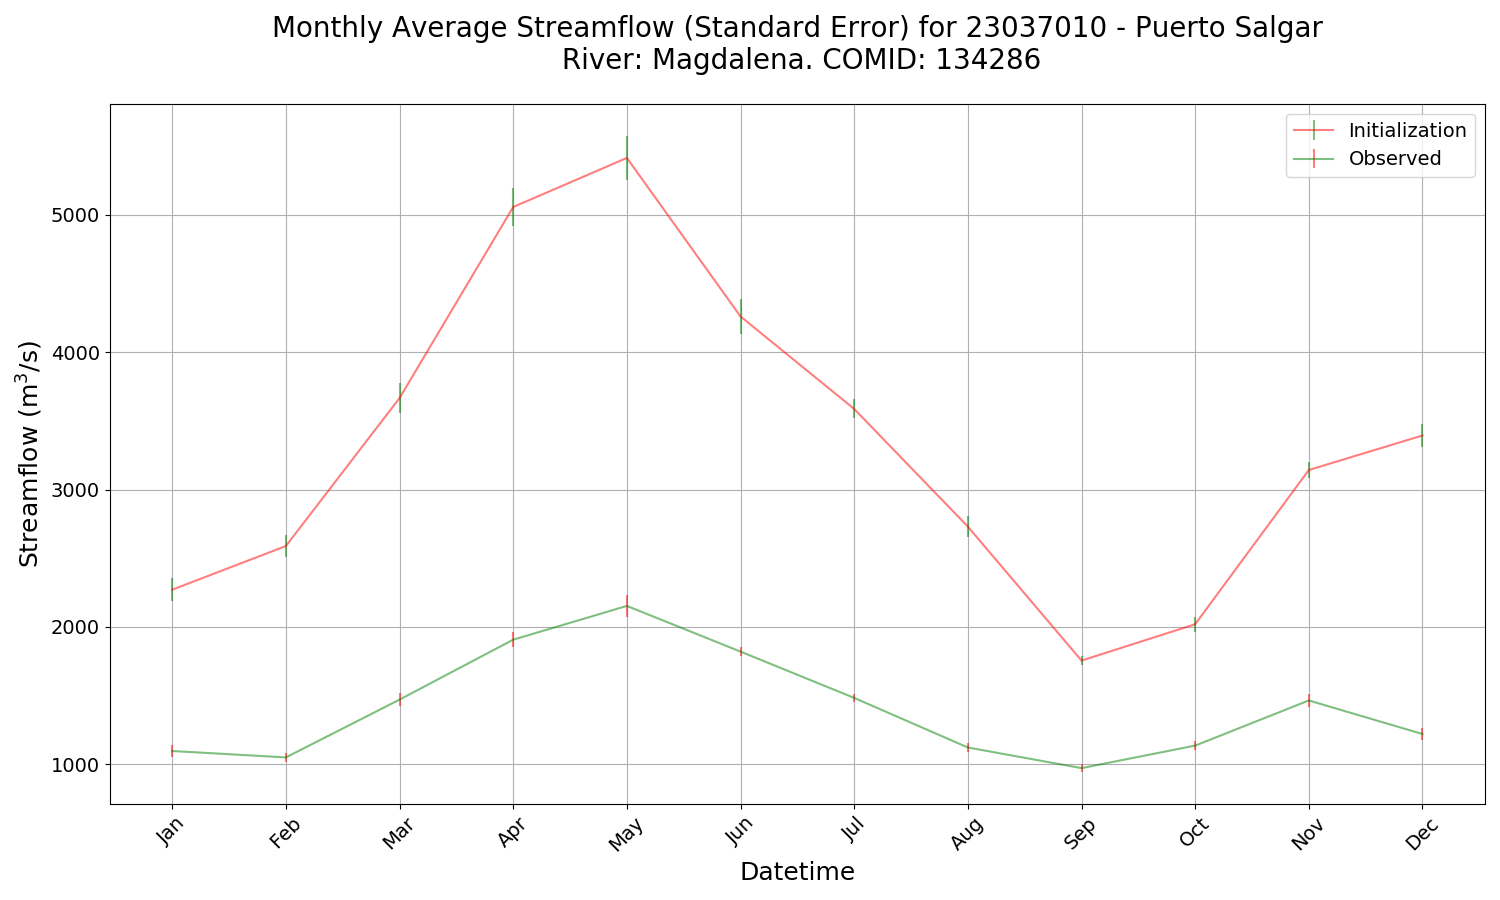 Monthly Average Streamflow (Standard Error) for 23037010 - Puerto Salgar
River: Magdalena. COMID: 134286
Initialization
Observed
Streamflow (m³/s)
5000
4000
3000
2000
1000
Jan Feb Mar Apr May Jun Jul Aug Sep Oct Nov Dec
Datetime